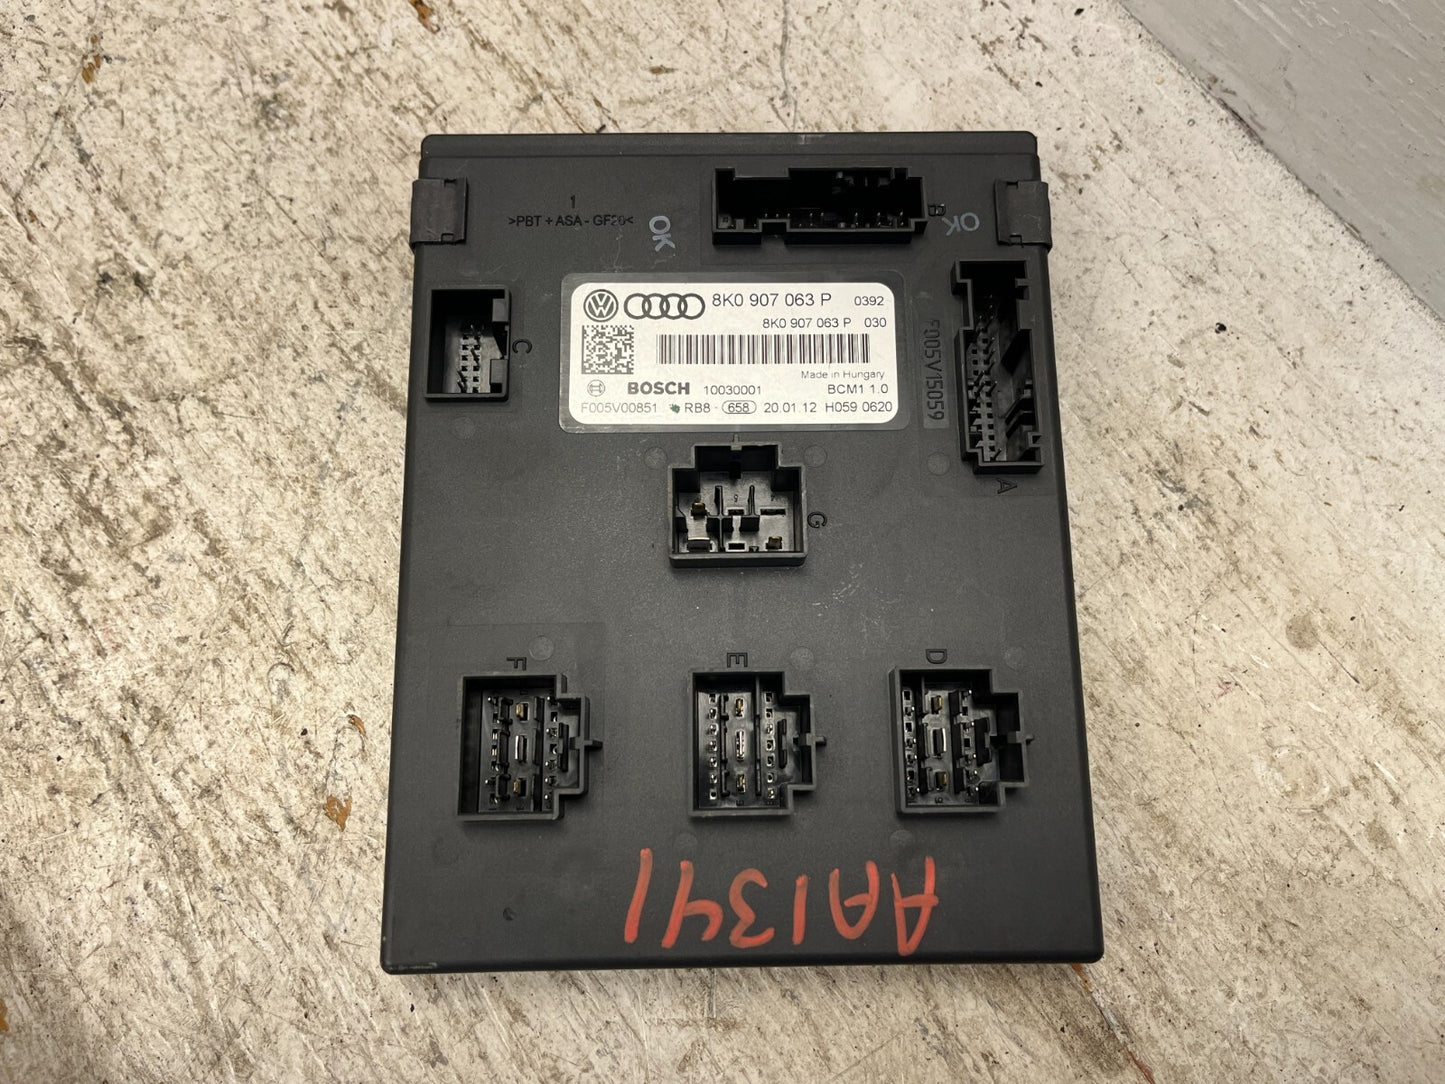 1
>PBT + ASA - GF20<
OK
B
OK
8K0 907 063 P 0392
8K0 907 063 P 030
Made in Hungary
BOSCH 10030001 BCM1 1.0
F005V00851 RB8 - 658 20.01.12 H059 0620
F005V15059
C
A
G
F
E
D
AA1341